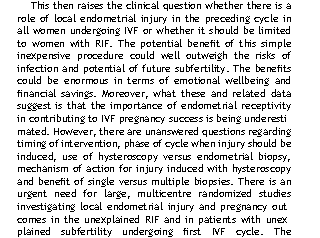 This then raises the clinical question whether there is a
role of local endometrial injury in the preceding cycle in
all women undergoing IVF or whether it should be limited
to women with RIF. The potential benefit of this simple
inexpensive procedure could well outweigh the risks of
infection and potential of future subfertility. The benefits
could be enormous in terms of emotional wellbeing and
financial savings. Moreover, what these and related data
suggest is that the importance of endometrial receptivity
in contributing to IVF pregnancy success is being underesti
mated. However, there are unanswered questions regarding
timing of intervention, phase of cycle when injury should be
induced, use of hysteroscopy versus endometrial biopsy,
mechanism of action for injury induced with hysteroscopy
and benefit of single versus multiple biopsies. There is an
urgent need for large, multicentre randomized studies
investigating local endometrial injury and pregnancy out
comes in the unexplained RIF and in patients with unex
plained subfertility undergoing first IVF cycle. The